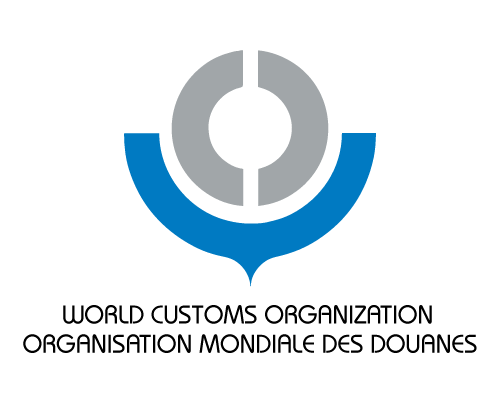 WORLD CUSTOMS ORGANIZATION
ORGANISATION MONDIALE DES DOUANES